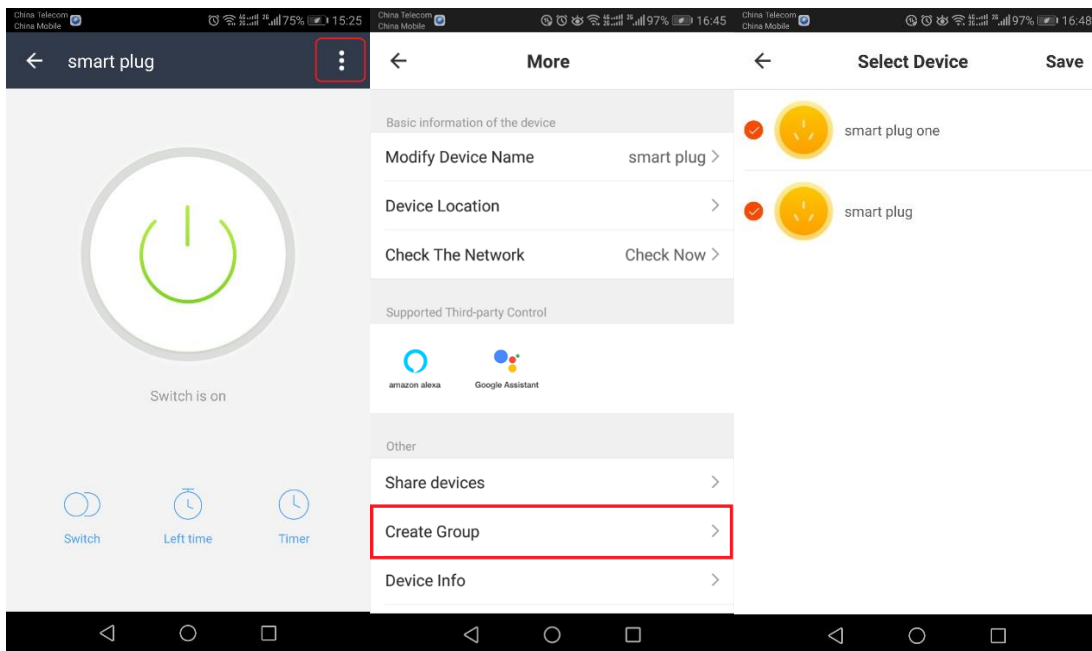 China Telecom
China Mobile
75% 15:25
smart plug
Switch is on
Switch
Left time
Timer
China Telecom
China Mobile
97% 16:45
More
Basic information of the device
Modify Device Name smart plug >
Device Location >
Check The Network Check Now >
Supported Third-party Control
amazon alexa Google Assistant
Other
Share devices >
Create Group >
Device Info >
China Telecom
China Mobile
97% 16:48
Select Device Save
smart plug one
smart plug